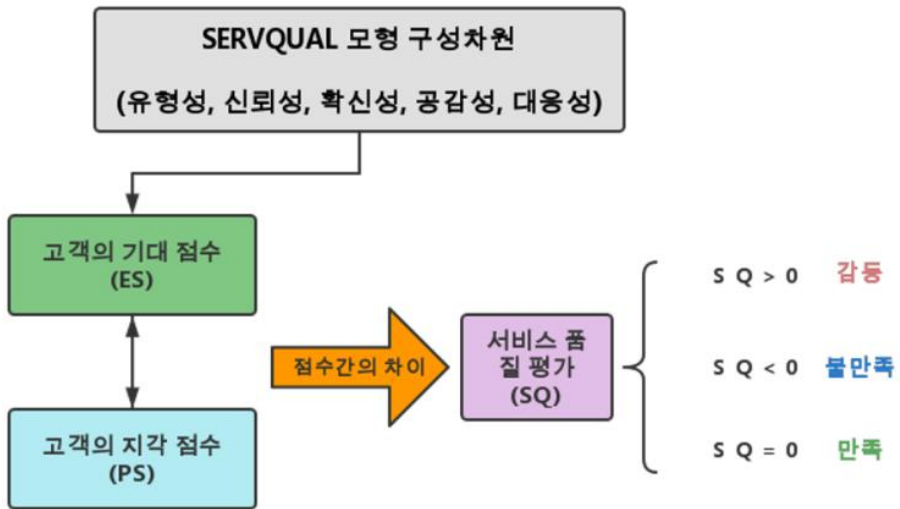 SERVQUAL 모형 구성차원
(유형성, 신뢰성, 확신성, 공감성, 대응성)
고객의 기대 점수
(ES)
점수간의 차이
고객의 지각 점수
(PS)
서비스 품
질 평가
(SQ)
S Q > 0 감동
S Q < 0 불만족
S Q = 0 만족